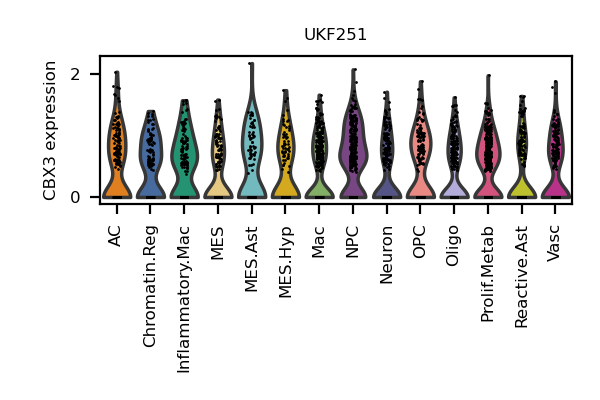 UKF251
CBX3 expression
2
0
AC
Chromatin.Reg
Inflammatory.Mac
MES
MES.Ast
MES.Hyp
Mac
NPC
Neuron
OPC
Oligo
Prolif.Metab
Reactive.Ast
Vasc